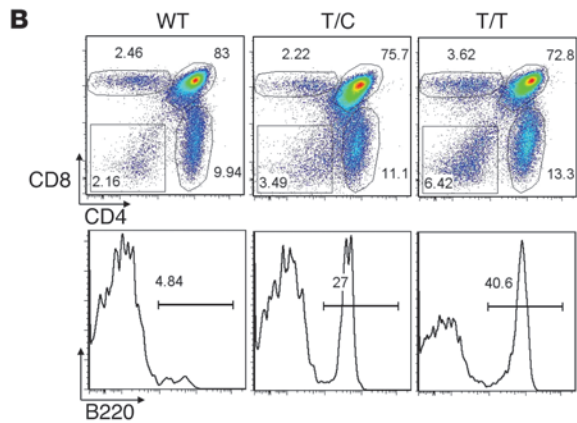 B
WT T/C T/T
2.46 83 2.22 75.7 3.62 72.8
2.16 9.94 3.49 11.1 6.42 13.3
CD8
CD4
4.84 27 40.6
B220